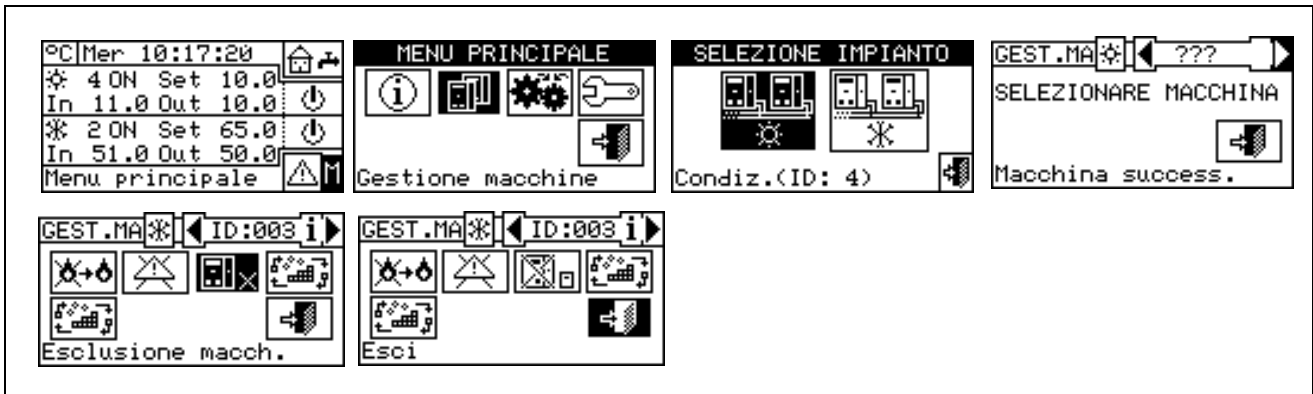 °C Mer 10:17:20
4 ON Set 10.0
In 11.0 Out 10.0
2 ON Set 65.0
In 51.0 Out 50.0
Menu principale M
MENU PRINCIPALE
i
Gestione macchine
SELEZIONE IMPIANTO
Condiz.(ID: 4)
GEST.MA ???
SELEZIONARE MACCHINA
Macchina success.
GEST.MA ID:003 i
Esclusione macch.
GEST.MA ID:003 i
Esci